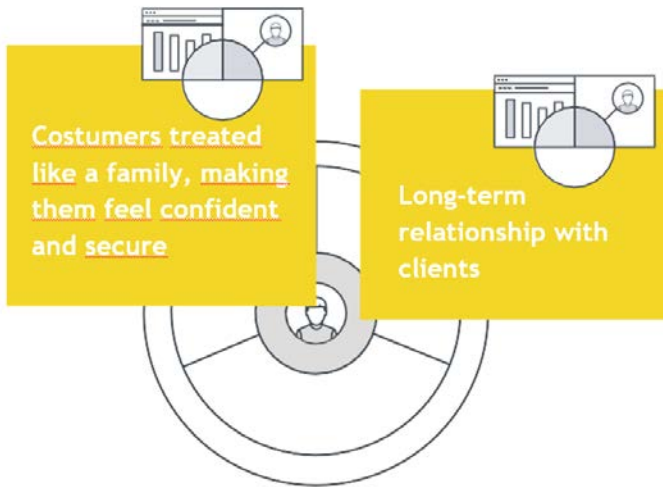 Costumers treated
like a family, making
them feel confident
and secure
Long-term
relationship with
clients